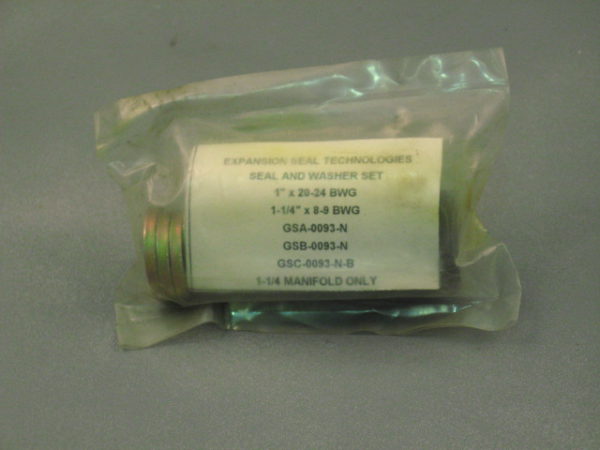 EXPANSION SEAL TECHNOLOGIES
SEAL AND WASHER SET
1" x 20-24 BWG
1-1/4" x 8-9 BWG
GSA-0093-N
GSB-0093-N
GSC-0093-N-B
1-1/4 MANIFOLD ONLY